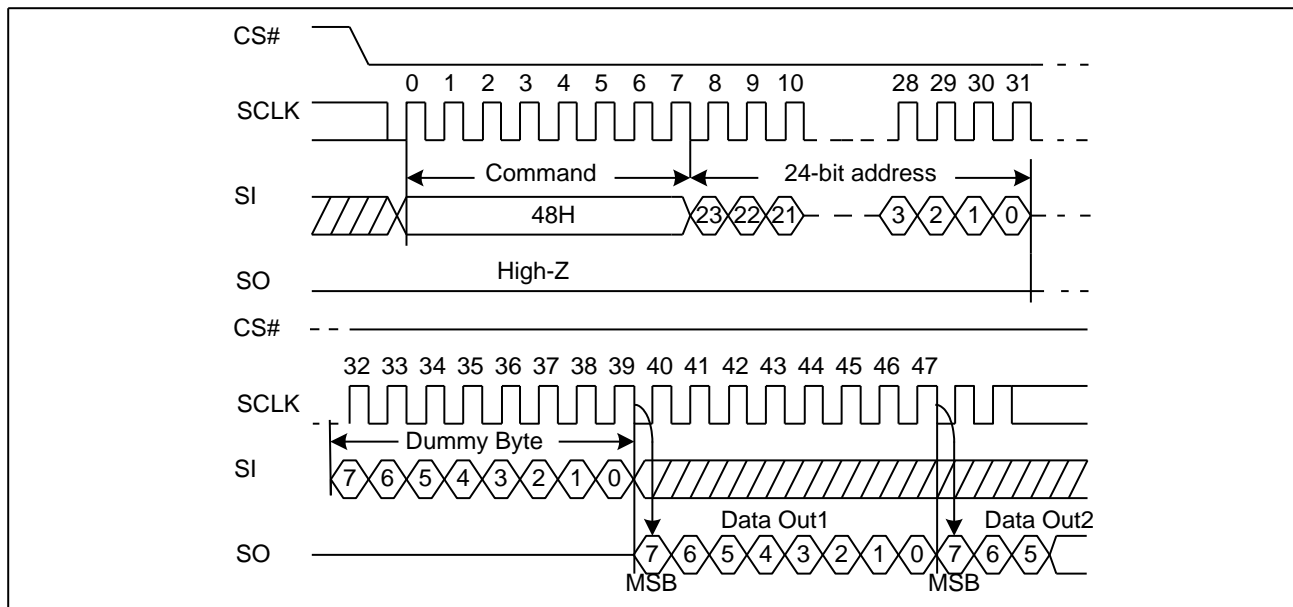 CS#
0 1 2 3 4 5 6 7 8 9 10 28 29 30 31
SCLK
Command 24-bit address
SI
48H 23 22 21 3 2 1 0
High-Z
SO
CS#
32 33 34 35 36 37 38 39 40 41 42 43 44 45 46 47
SCLK
Dummy Byte
SI
7 6 5 4 3 2 1 0
Data Out1 Data Out2
SO
7 6 5 4 3 2 1 0 7 6 5
MSB MSB